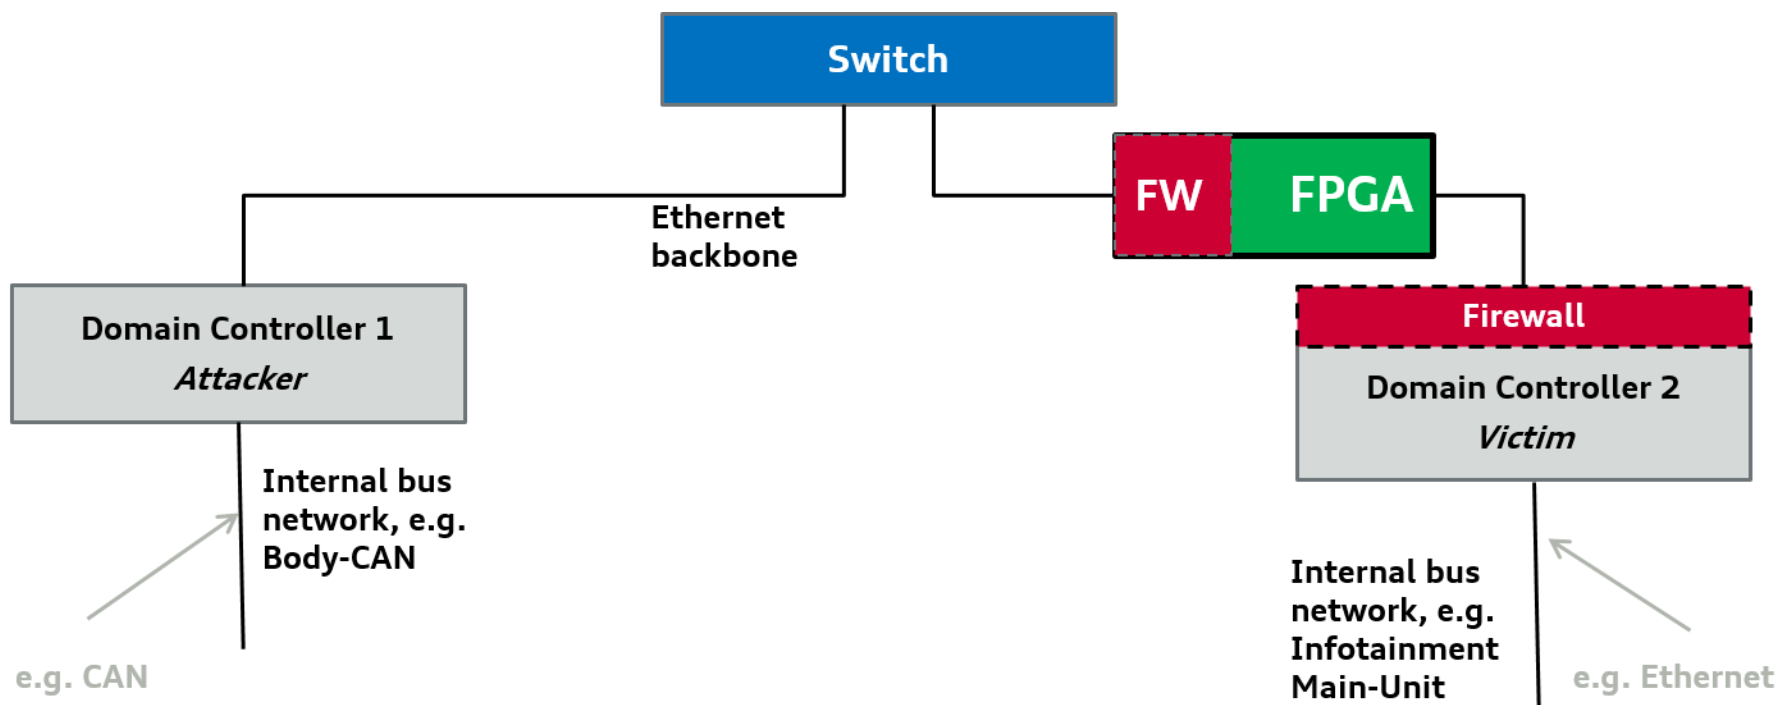 Switch
FW
FPGA
Ethernet
backbone
Domain Controller 1
Attacker
Firewall
Domain Controller 2
Victim
Internal bus
network, e.g.
Body-CAN
e.g. CAN
Internal bus
network, e.g.
Infotainment
Main-Unit
e.g. Ethernet